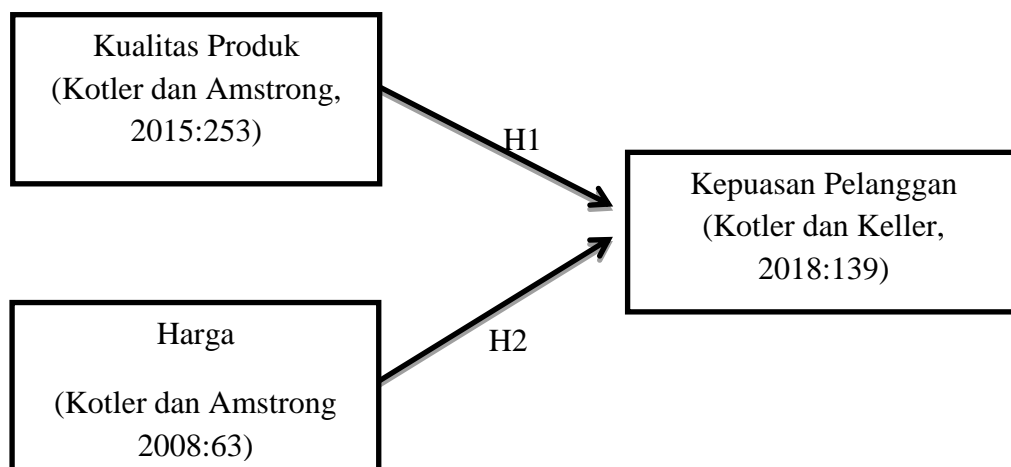 Kualitas Produk
(Kotler dan Amstrong,
2015:253)
H1
Kepuasan Pelanggan
(Kotler dan Keller,
2018:139)
Harga
(Kotler dan Amstrong
2008:63)
H2